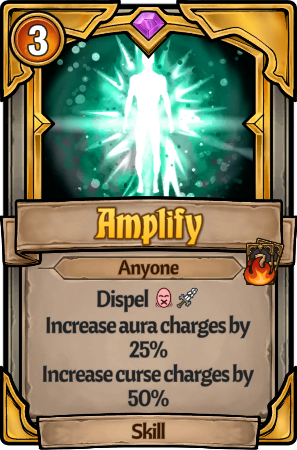 3
Amplify
Anyone
Dispel
Increase aura charges by
25%
Increase curse charges by
50%
Skill